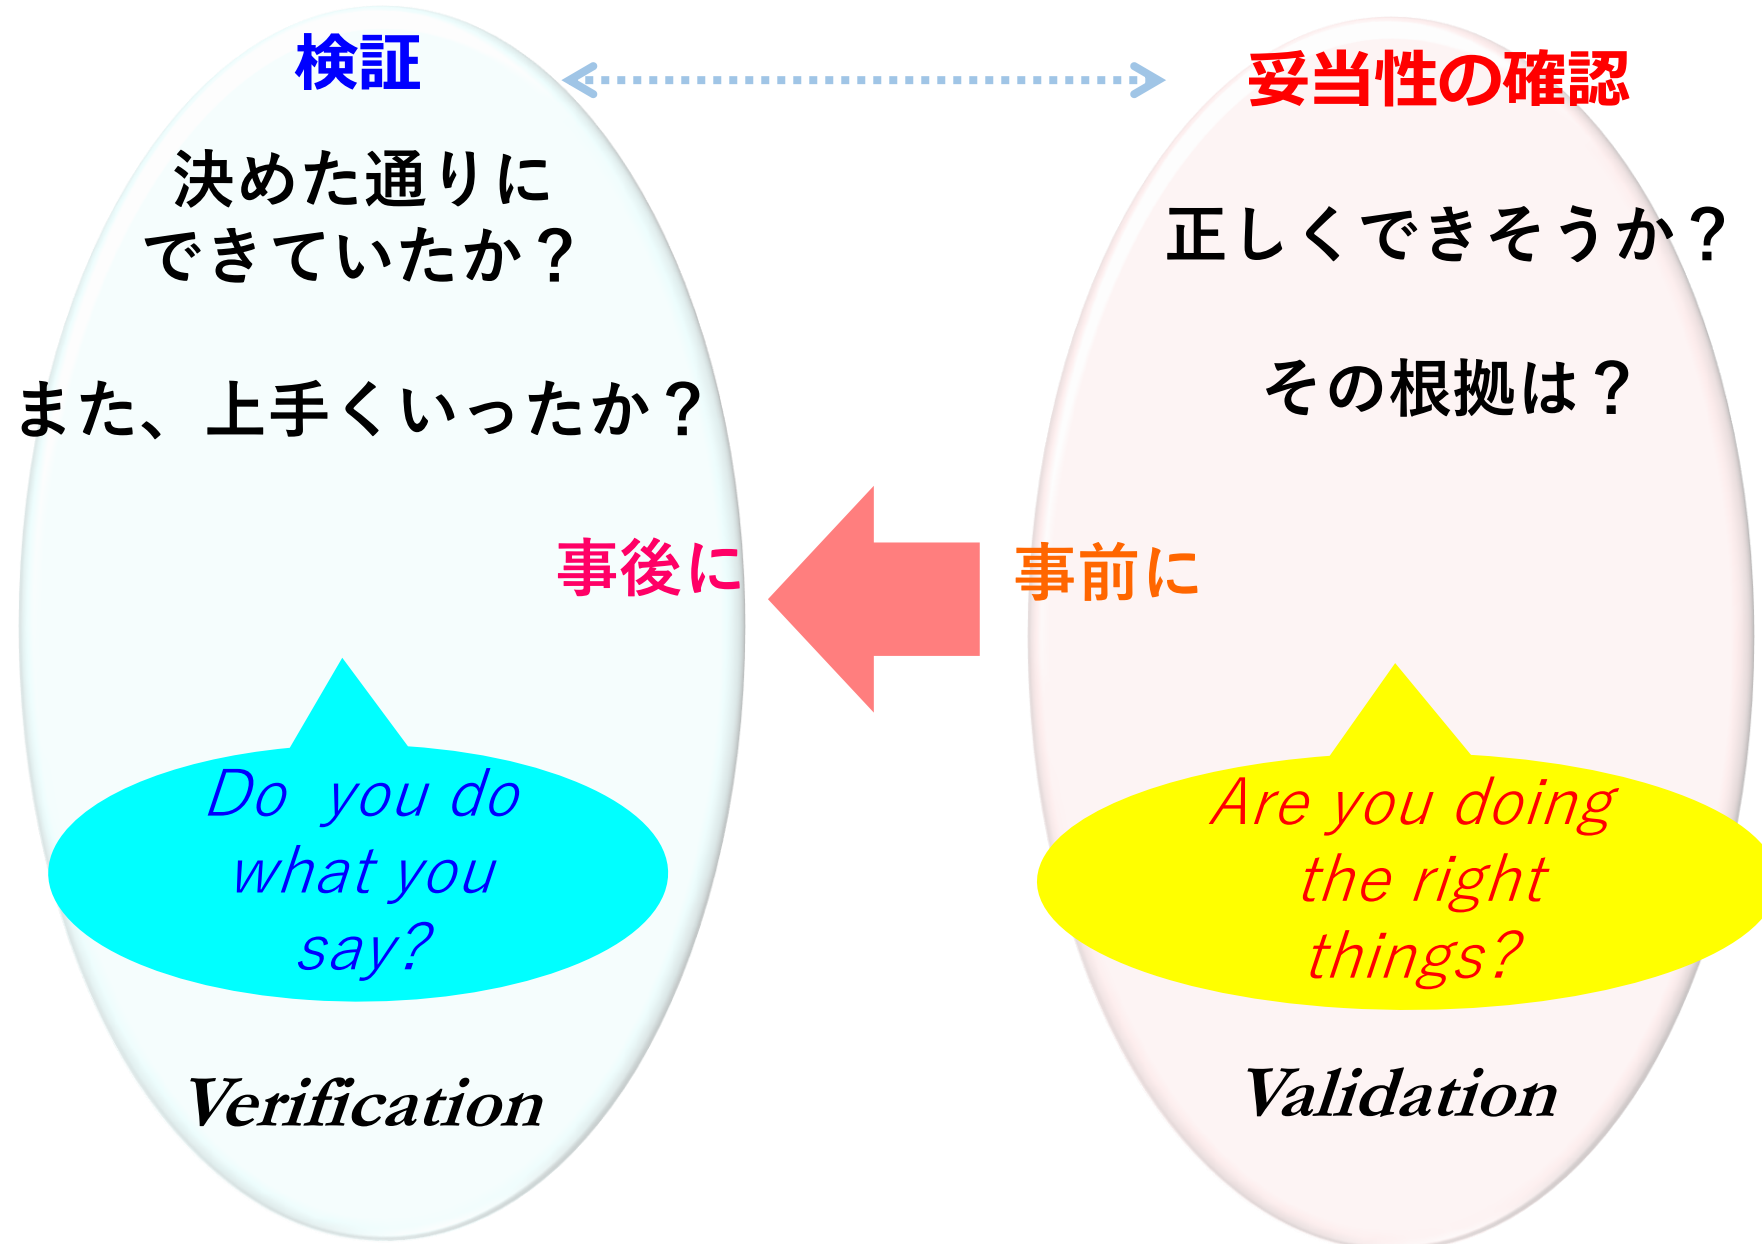 検証
決めた通りに
できていたか？
また、上手くいったか？
事後に
Do you do
what you
say?
Verification
妥当性の確認
正しくできそうか？
その根拠は？
事前に
Are you doing
the right
things?
Validation